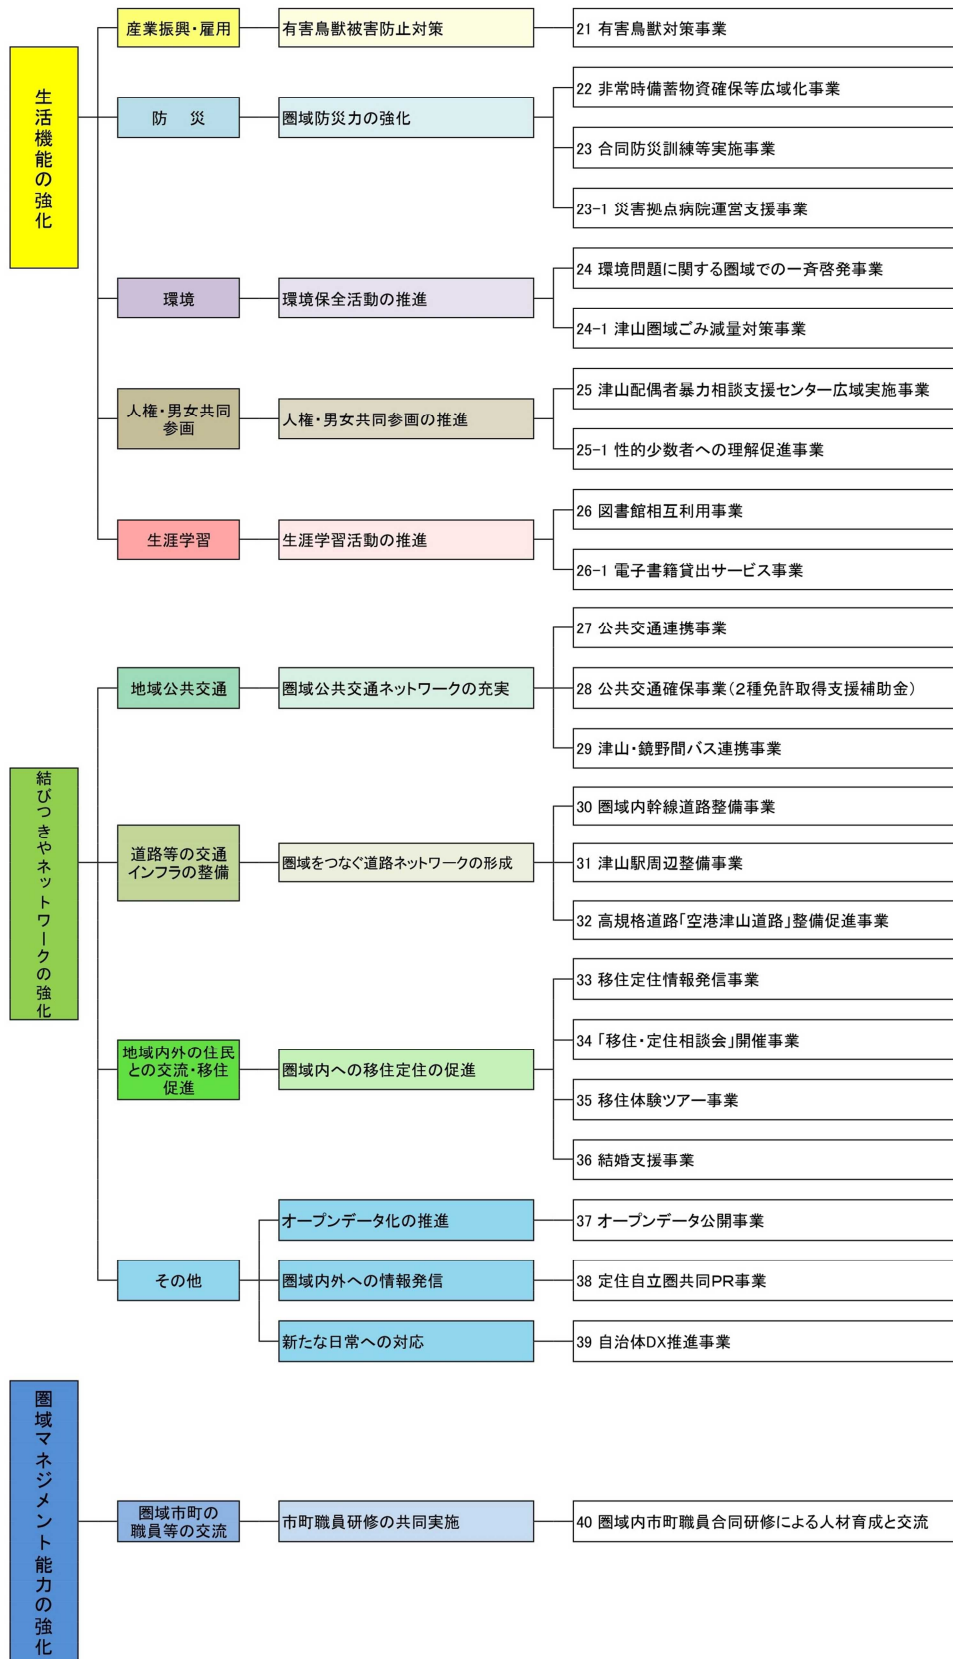 生活機能の強化
産業振興・雇用
有害鳥獣被害防止対策
21 有害鳥獣対策事業
防 災
圏域防災力の強化
22 非常時備蓄物資確保等広域化事業
23 合同防災訓練等実施事業
23-1 災害拠点病院運営支援事業
環境
環境保全活動の推進
24 環境問題に関する圏域での一斉啓発事業
24-1 津山圏域ごみ減量対策事業
人権・男女共同
参画
人権・男女共同参画の推進
25 津山配偶者暴力相談支援センター広域実施事業
25-1 性的少数者への理解促進事業
生涯学習
生涯学習活動の推進
26 図書館相互利用事業
26-1 電子書籍貸出サービス事業
結びつきやネットワークの強化
地域公共交通
圏域公共交通ネットワークの充実
27 公共交通連携事業
28 公共交通確保事業(2種免許取得支援補助金)
29 津山・鏡野間バス連携事業
道路等の交通
インフラの整備
圏域をつなぐ道路ネットワークの形成
30 圏域内幹線道路整備事業
31 津山駅周辺整備事業
32 高規格道路「空港津山道路」整備促進事業
地域内外の住民
との交流・移住
促進
圏域内への移住定住の促進
33 移住定住情報発信事業
34 「移住・定住相談会」開催事業
35 移住体験ツアー事業
36 結婚支援事業
その他
オープンデータ化の推進
37 オープンデータ公開事業
圏域内外への情報発信
38 定住自立圏共同PR事業
新たな日常への対応
39 自治体DX推進事業
圏域マネジメント能力の強化
圏域市町の
職員等の交流
市町職員研修の共同実施
40 圏域内市町職員合同研修による人材育成と交流